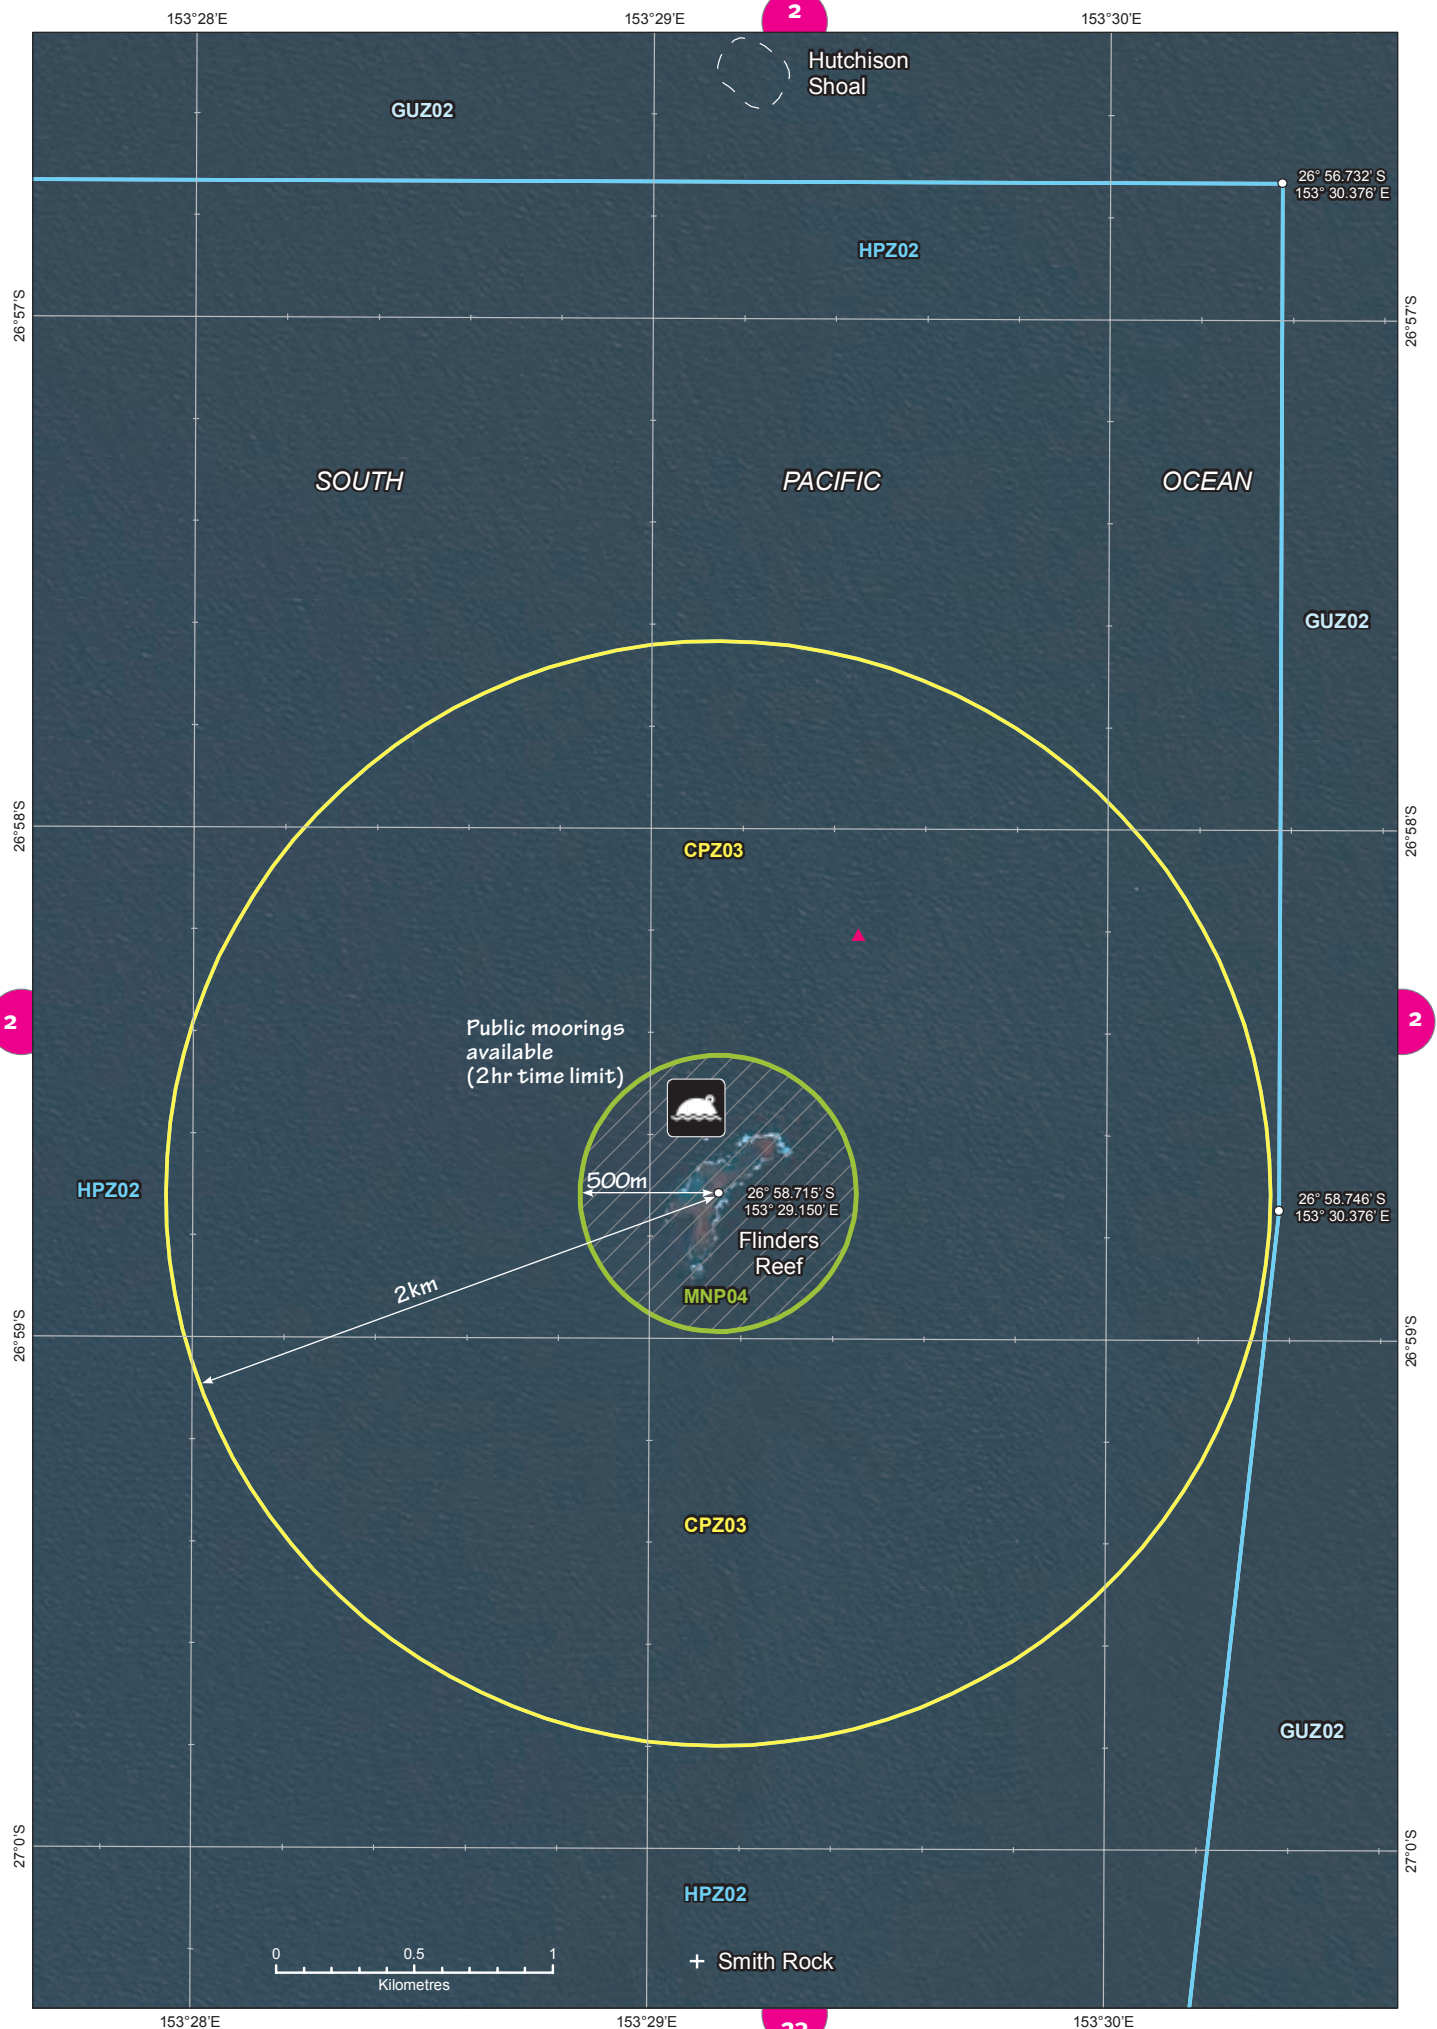 153°28'E
153°29'E
153°30'E
2
Hutchison
Shoal
GUZ02
26° 56.732' S
153° 30.376' E
HPZ02
26°57'S
26°57'S
SOUTH
PACIFIC
OCEAN
GUZ02
26°58'S
26°58'S
CPZ03
2
2
Public moorings
available
(2hr time limit)
500m
HPZ02
26° 58.715' S
153° 29.150' E
26° 58.746' S
153° 30.376' E
Flinders
Reef
2km
MNP04
26°59'S
26°59'S
CPZ03
GUZ02
27°0'S
27°0'S
HPZ02
0 0.5 1
Kilometres
Smith Rock
153°28'E
153°29'E
153°30'E